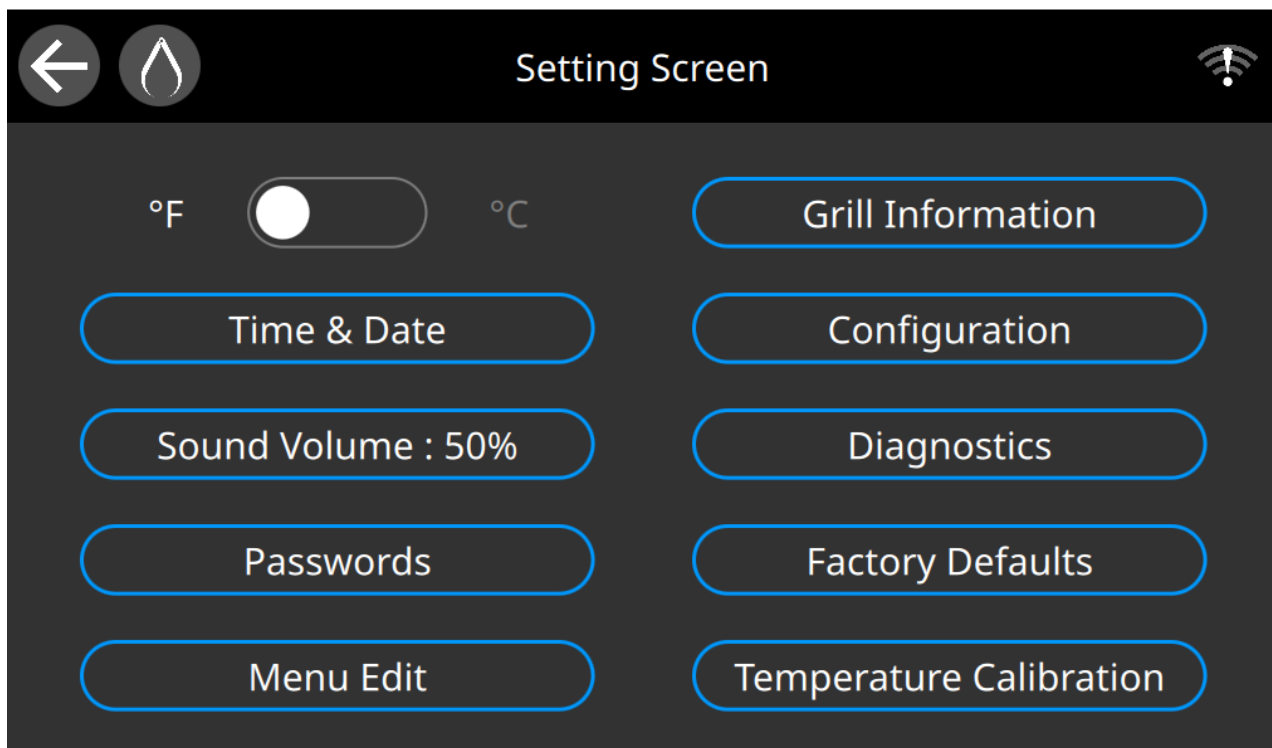 Setting Screen
°F
°C
Grill Information
Time & Date
Configuration
Sound Volume : 50%
Diagnostics
Passwords
Factory Defaults
Menu Edit
Temperature Calibration